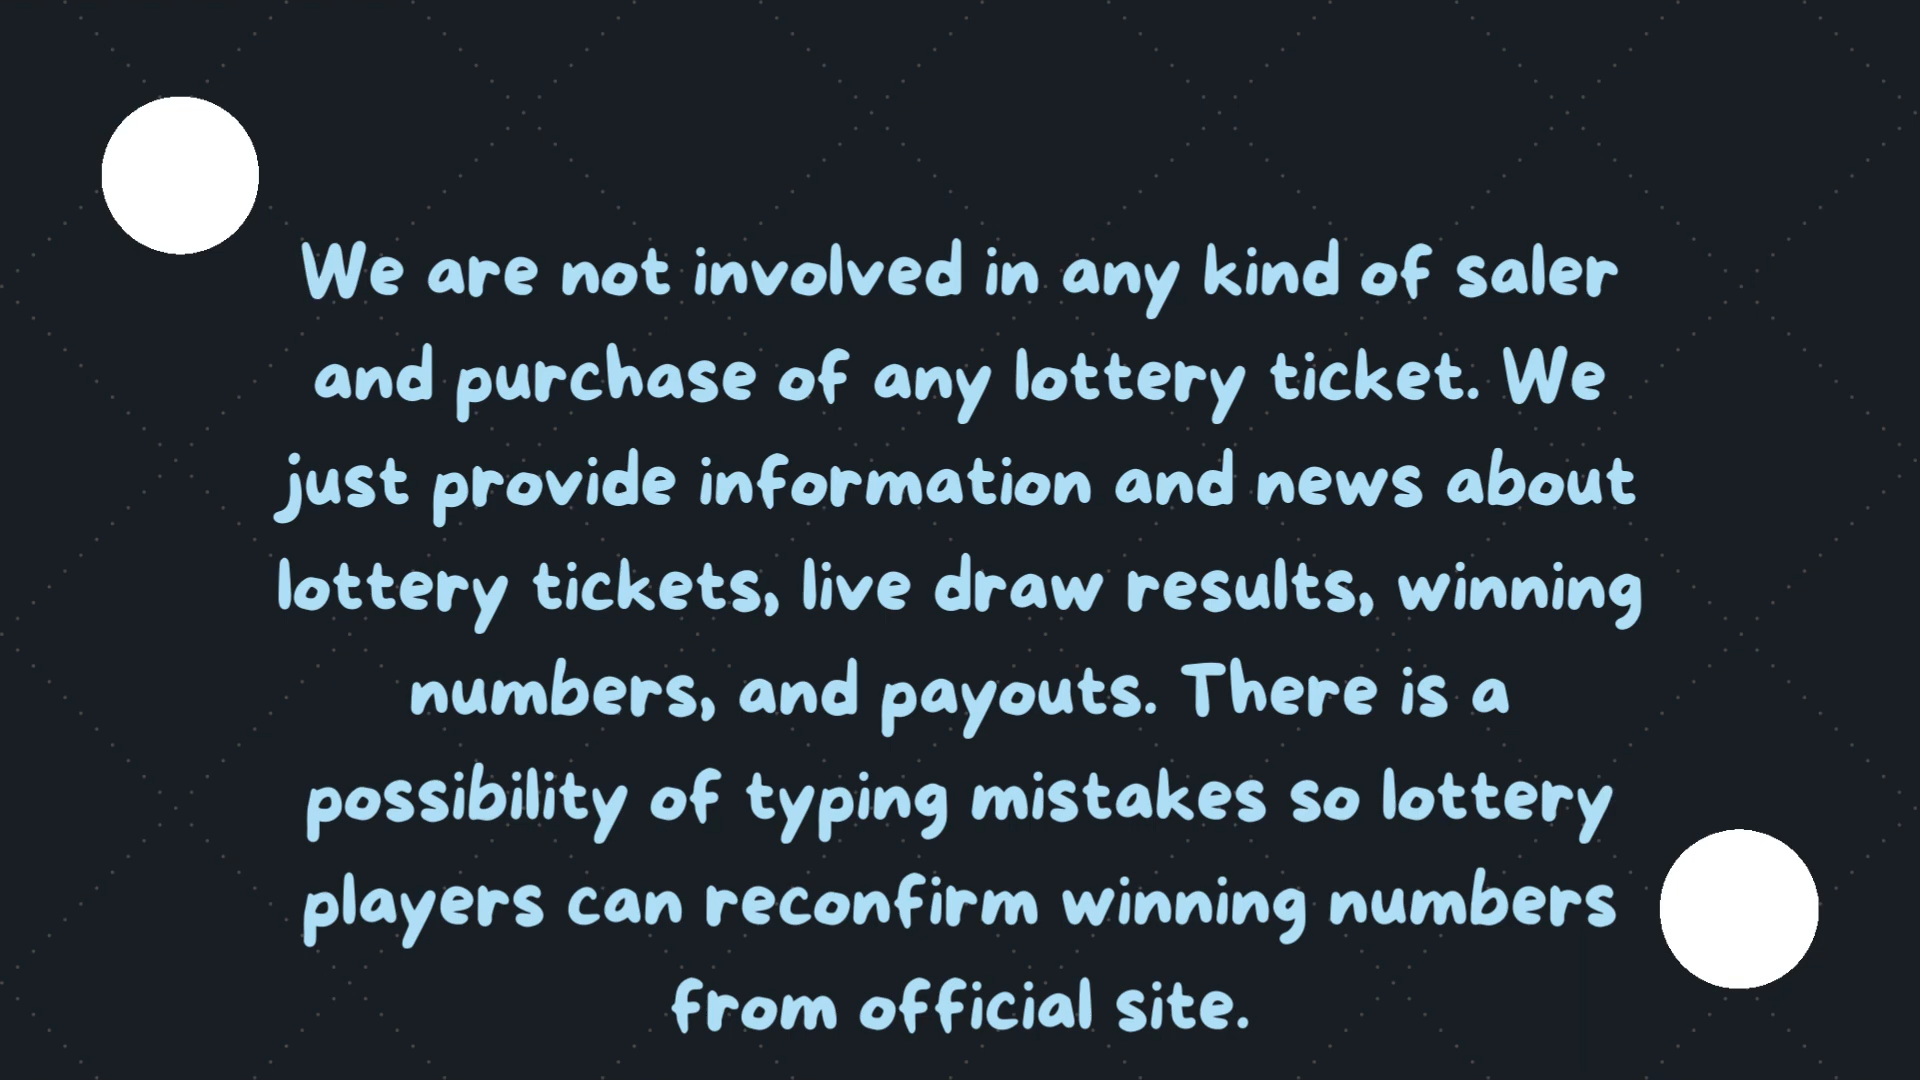 We are not involved in any kind of saler
and purchase of any lottery ticket. We
just provide information and news about
lottery tickets, live draw results, winning
numbers, and payouts. There is a
possibility of typing mistakes so lottery
players can reconfirm winning numbers
from official site.